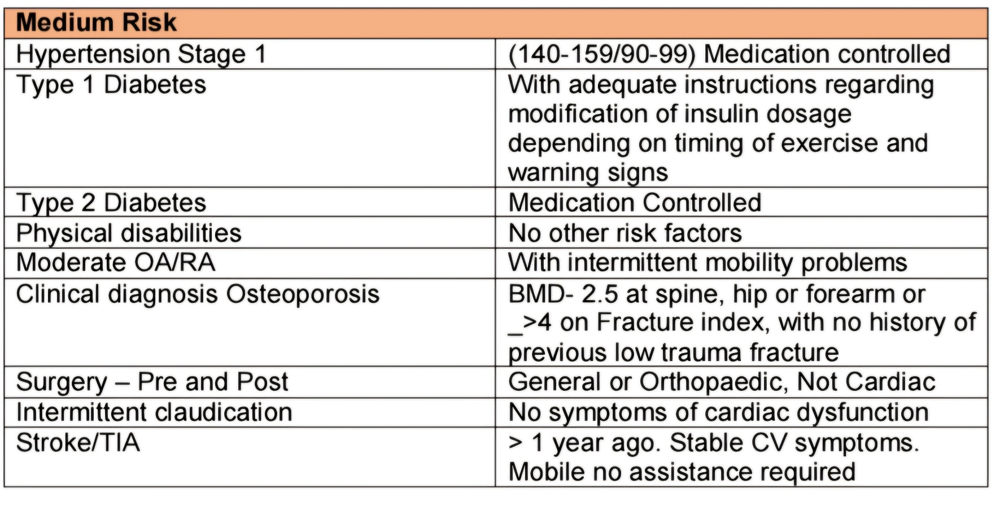 Medium Risk
Hypertension Stage 1
(140-159/90-99) Medication controlled
Type 1 Diabetes
With adequate instructions regarding
modification of insulin dosage
depending on timing of exercise and
warning signs
Type 2 Diabetes
Medication Controlled
Physical disabilities
No other risk factors
Moderate OA/RA
With intermittent mobility problems
Clinical diagnosis Osteoporosis
BMD- 2.5 at spine, hip or forearm or
_>4 on Fracture index, with no history of
previous low trauma fracture
Surgery – Pre and Post
General or Orthopaedic, Not Cardiac
Intermittent claudication
No symptoms of cardiac dysfunction
Stroke/TIA
> 1 year ago. Stable CV symptoms.
Mobile no assistance required